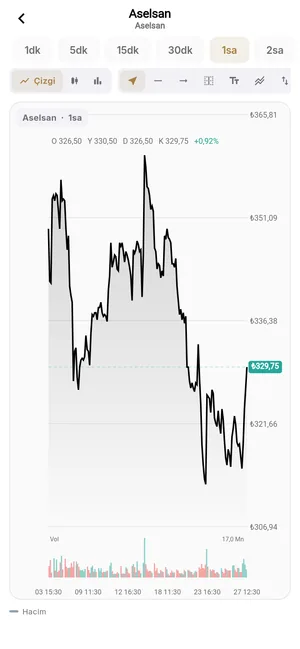 Aselsan
Aselsan
1dk 5dk 15dk 30dk 1sa 2sa
Çizgi Tr
Aselsan · 1sa
₺365,81
O 326,50 Y 330,50 D 326,50 K 329,75 +0,92%
₺351,09
₺336,38
₺329,75
₺321,66
₺306,94
Vol 17,0 Mn
03 15:30 09 11:30 12 16:30 18 11:30 23 16:30 27 12:30
Hacim